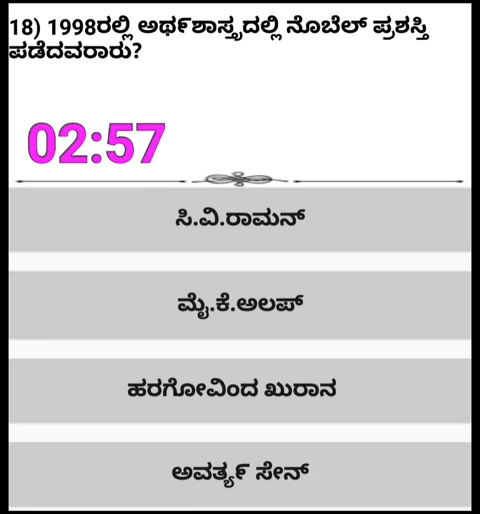 18) 1998ರಲ್ಲಿ ಅರ್ಥಶಾಸ್ತ್ರದಲ್ಲಿ ನೊಬೆಲ್ ಪ್ರಶಸ್ತಿ
ಪಡೆದವರಾರು?
02:57
ಸಿ.ವಿ.ರಾಮನ್
ಮೈ.ಕೆ.ಅಲಪ್
ಹರಗೋವಿಂದ ಖುರಾನ
ಅವರ್ತ್ಯ ಸೇನ್